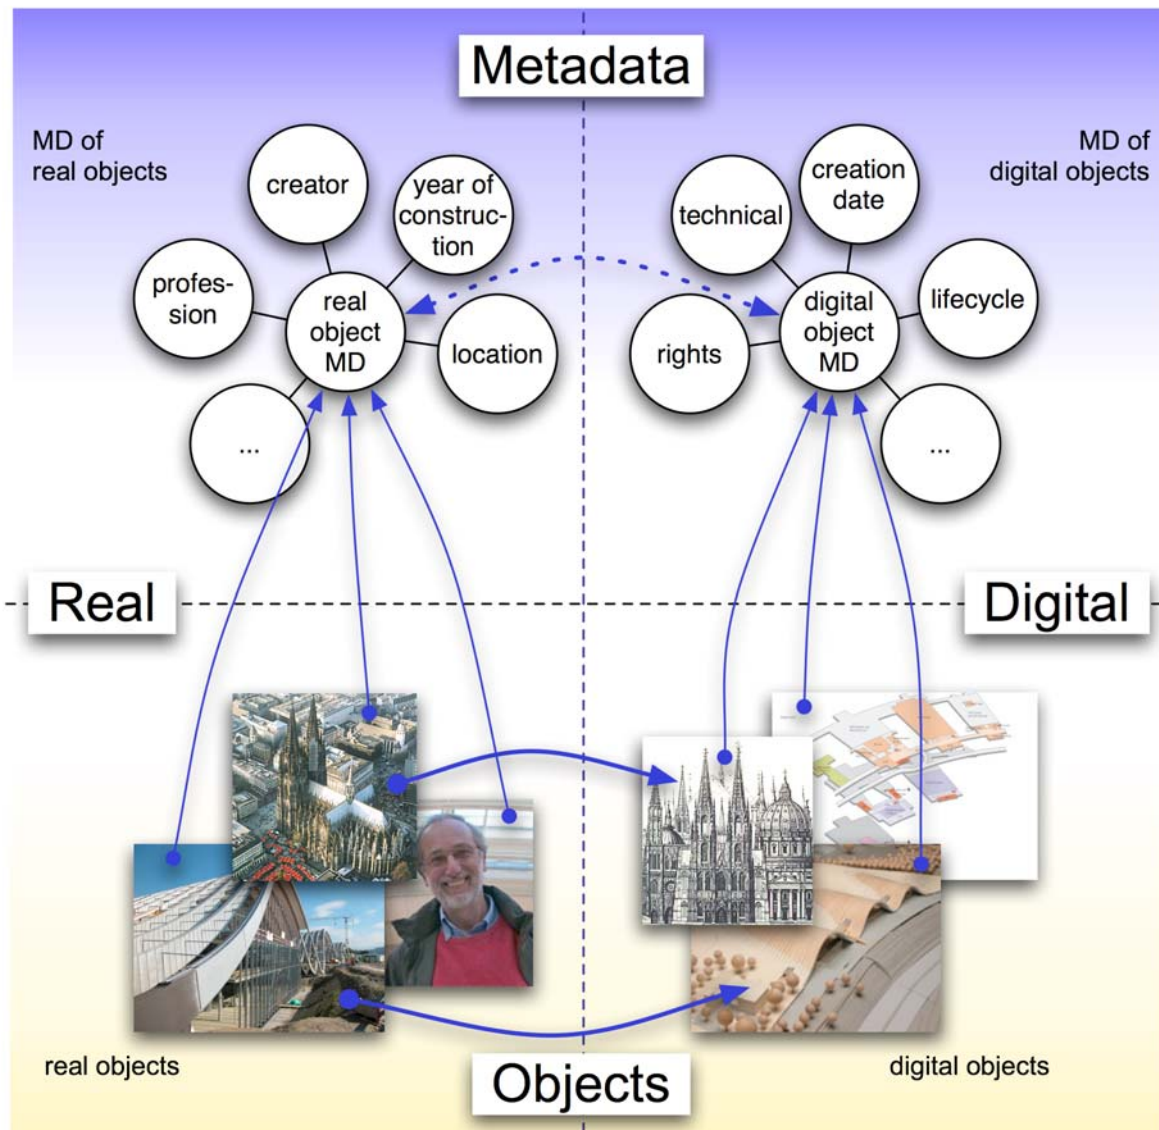 Metadata
MD of
real objects
MD of
digital objects
creator
year of
construc-
tion
profes-
sion
real
object
MD
location
...
technical
creation
date
lifecycle
digital
object
MD
rights
...
Real
Digital
real objects
digital objects
Objects